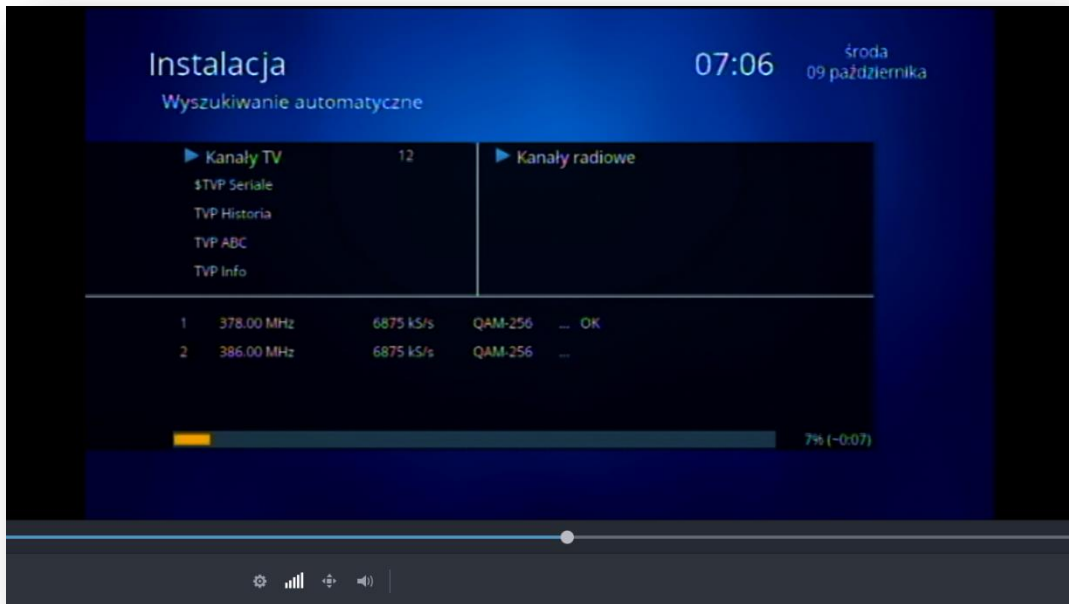 Instalacja
07:06
środa
09 października
Wyszukiwanie automatyczne
Kanały TV 12
Kanały radiowe
$TVP Seriale
TVP Historia
TVP ABC
TVP Info
1 378.00 MHz 6875 kS/s QAM-256 ... OK
2 386.00 MHz 6875 kS/s QAM-256 ...
7% (~0:07)